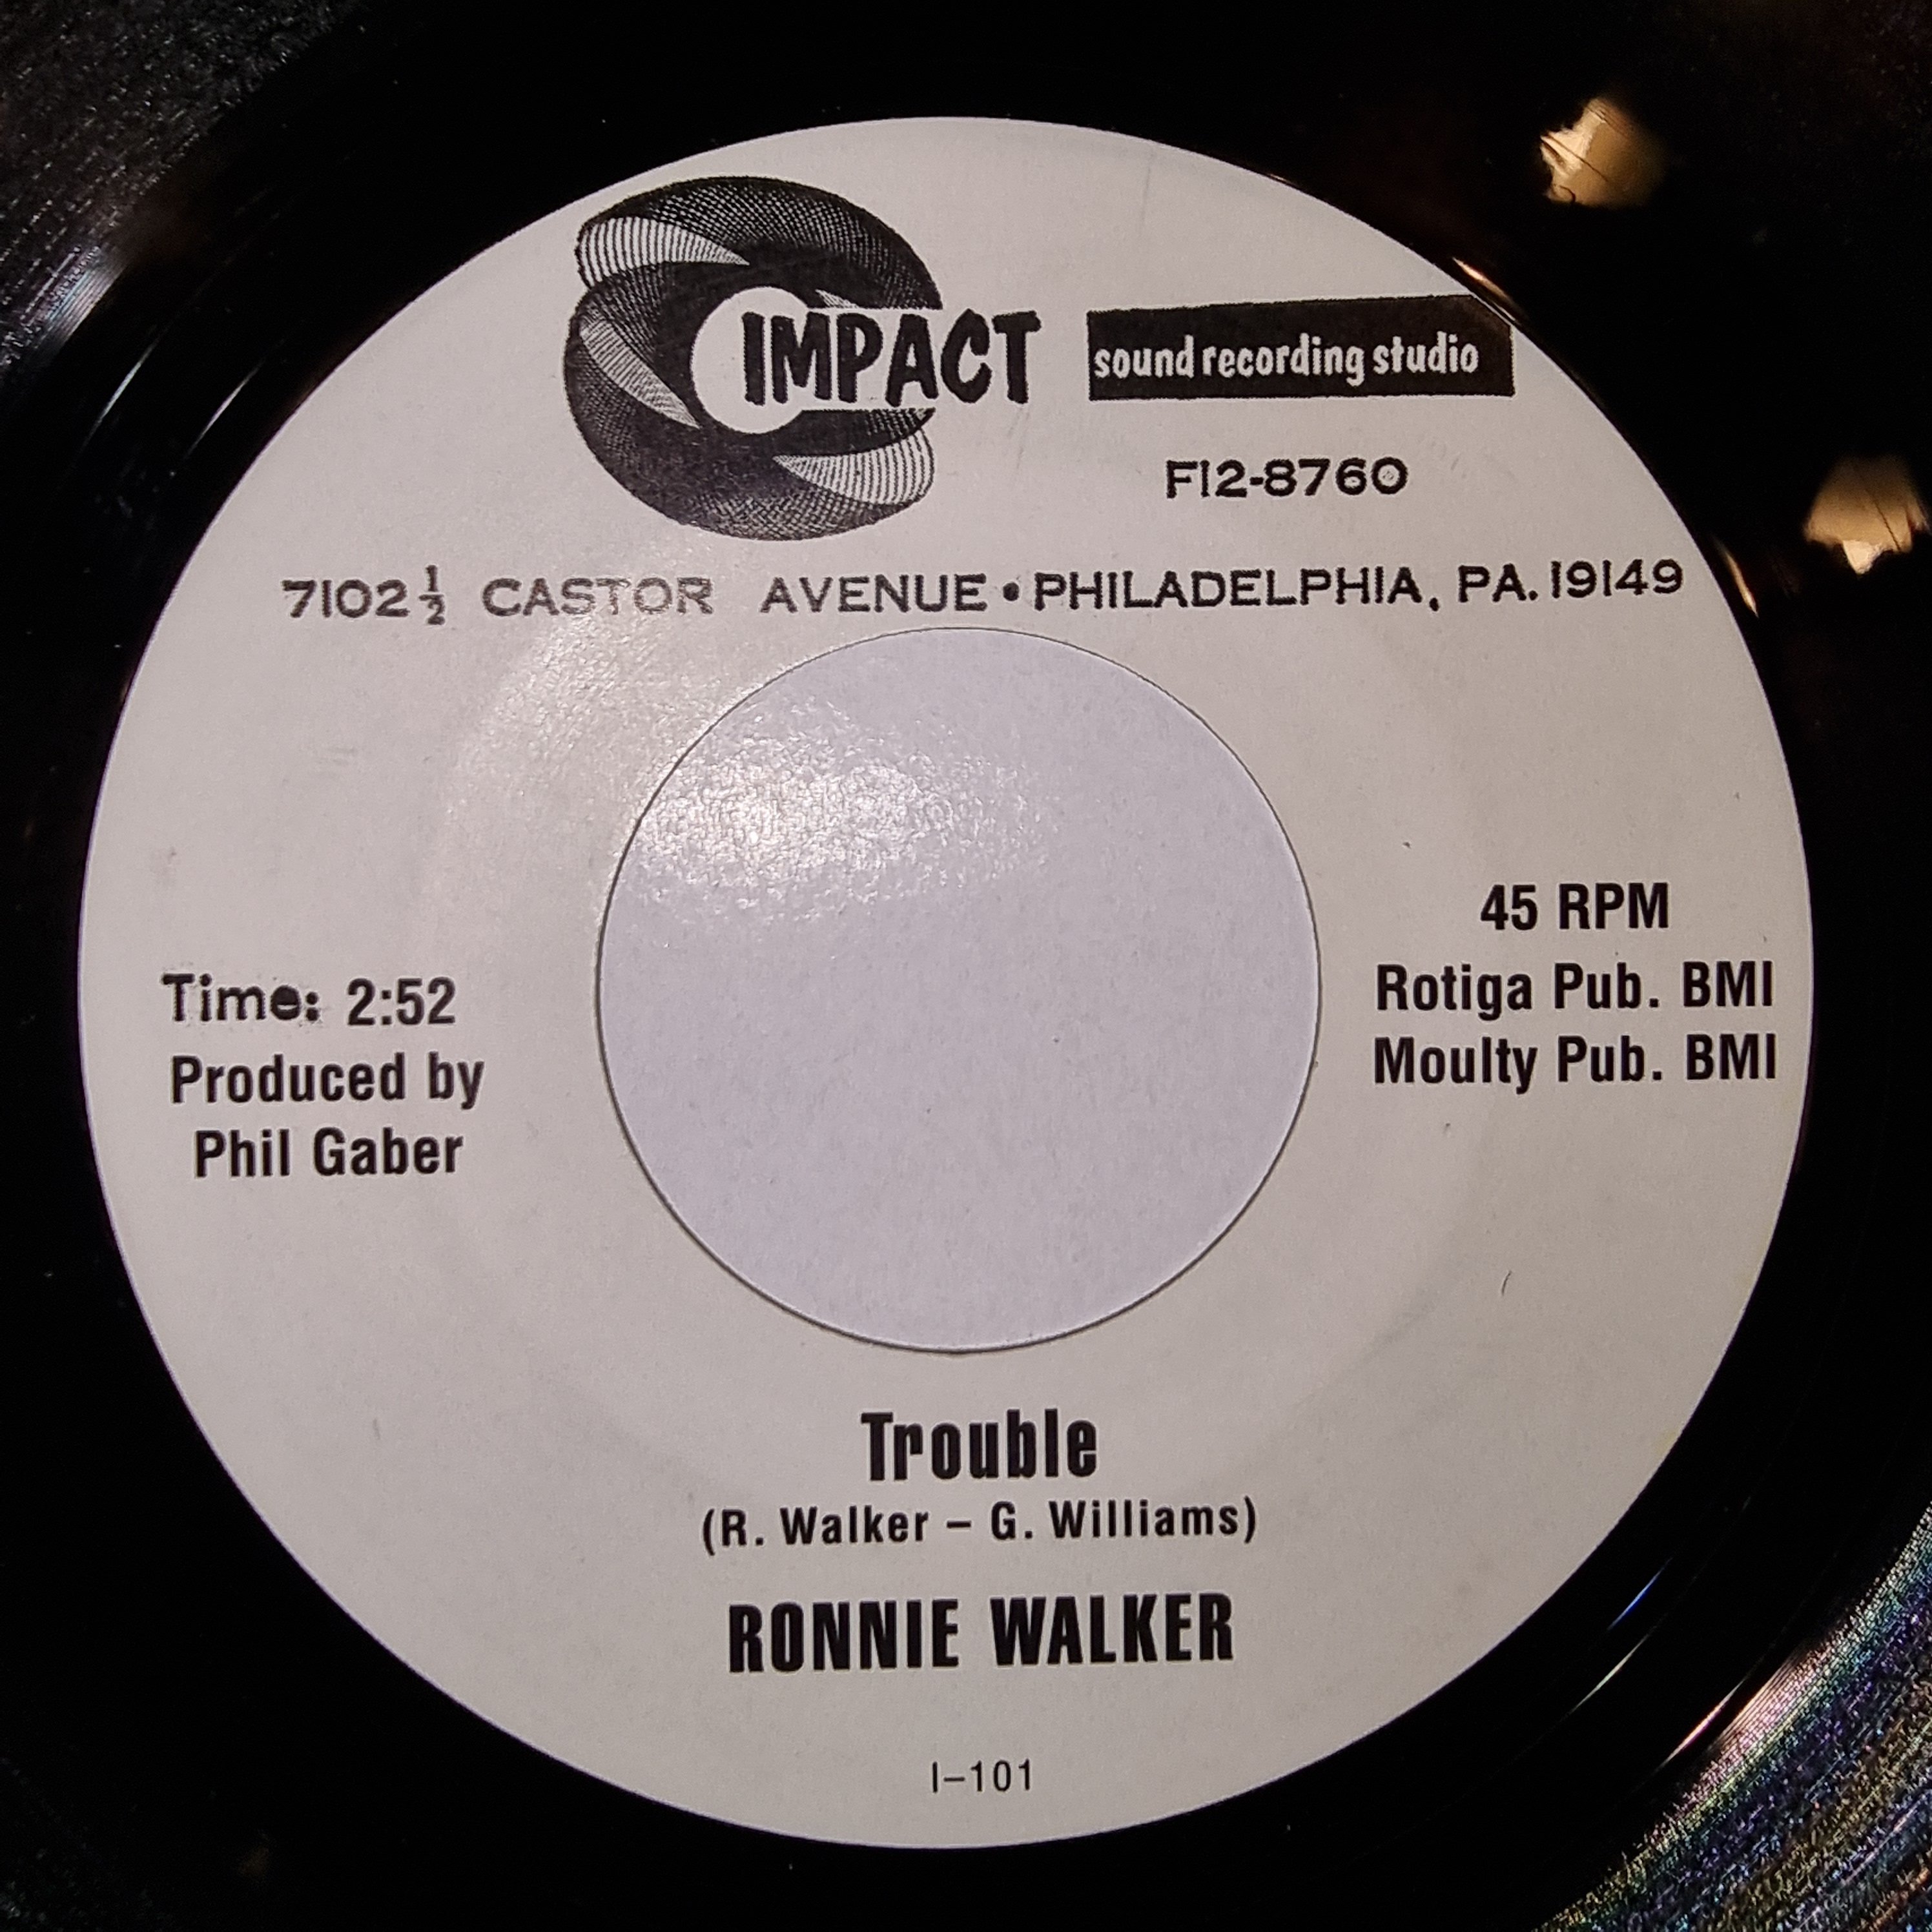 IMPACT sound recording studio
FI2-8760
7102½ CASTOR AVENUE • PHILADELPHIA, PA. 19149
45 RPM
Rotiga Pub. BMI
Moulty Pub. BMI
Time: 2:52
Produced by
Phil Gaber
Trouble
(R. Walker – G. Williams)
RONNIE WALKER
I–101